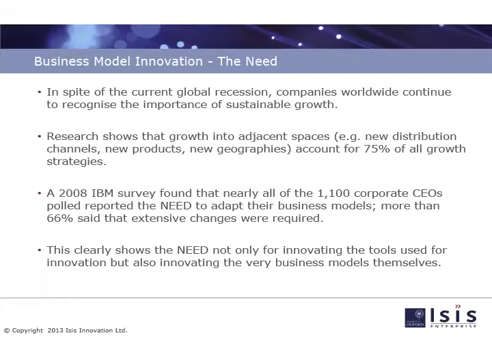 Business Model Innovation - The Need
• In spite of the current global recession, companies worldwide continue
to recognise the importance of sustainable growth.
• Research shows that growth into adjacent spaces (e.g. new distribution
channels, new products, new geographies) account for 75% of all growth
strategies.
• A 2008 IBM survey found that nearly all of the 1,100 corporate CEOs
polled reported the NEED to adapt their business models; more than
66% said that extensive changes were required.
• This clearly shows the NEED not only for innovating the tools used for
innovation but also innovating the very business models themselves.
Isis
ENTERPRISE
© Copyright 2013 Isis Innovation Ltd.